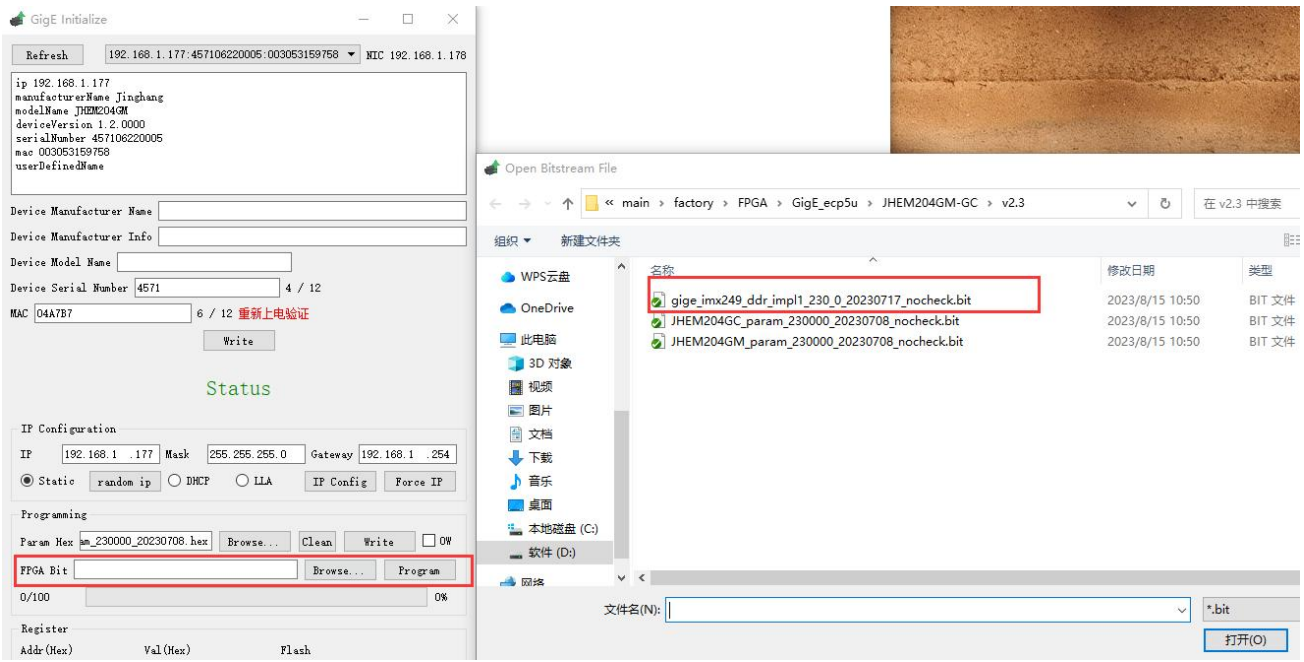 GigE Initialize
Refresh 192.168.1.177:457106220005:003053159758 NIC 192.168.1.178
ip 192.168.1.177
manufacturerName Jinghang
modelName JHEM204GM
deviceVersion 1.2.0000
serialNumber 457106220005
mac 003053159758
userDefinedName
Device Manufacturer Name
Device Manufacturer Info
Device Model Name
Device Serial Number 4571 4 / 12
MAC 04A7B7 6 / 12 重新上电验证
Write
Status
IP Configuration
IP 192.168.1 .177 Mask 255.255.255.0 Gateway 192.168.1 .254
Static random ip DHCP LLA IP Config Force IP
Programming
Param Hex am_230000_20230708.hex Browse... Clean Write OW
FPGA Bit Browse... Program
0/100 0%
Register
Addr(Hex) Val(Hex) Flash
Open Bitstream File
« main › factory › FPGA › GigE_ecp5u › JHEM204GM-GC › v2.3 在 v2.3 中搜索
组织 新建文件夹
名称 修改日期 类型
gige_imx249_ddr_impl1_230_0_20230717_nocheck.bit 2023/8/15 10:50 BIT 文件
JHEM204GC_param_230000_20230708_nocheck.bit 2023/8/15 10:50 BIT 文件
JHEM204GM_param_230000_20230708_nocheck.bit 2023/8/15 10:50 BIT 文件
WPS云盘
OneDrive
此电脑
3D 对象
视频
图片
文档
下载
音乐
桌面
本地磁盘 (C:)
软件 (D:)
网络
文件名(N): *.bit
打开(O)